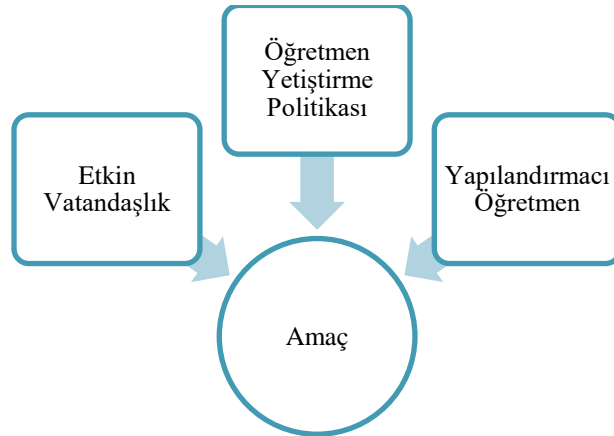 Öğretmen
Yetiştirme
Politikası
Etkin
Vatandaşlık
Yapılandırmacı
Öğretmen
Amaç